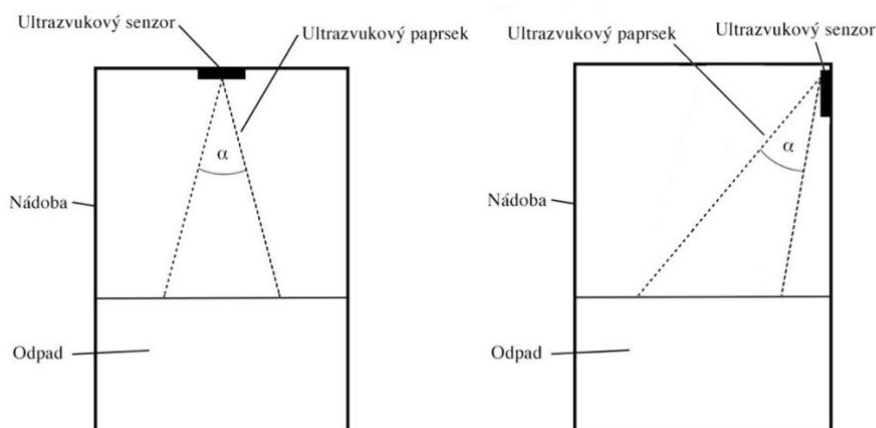 Ultrazvukový senzor
Ultrazvukový paprsek
α
Nádoba
Odpad
Ultrazvukový paprsek
Ultrazvukový senzor
α
Nádoba
Odpad